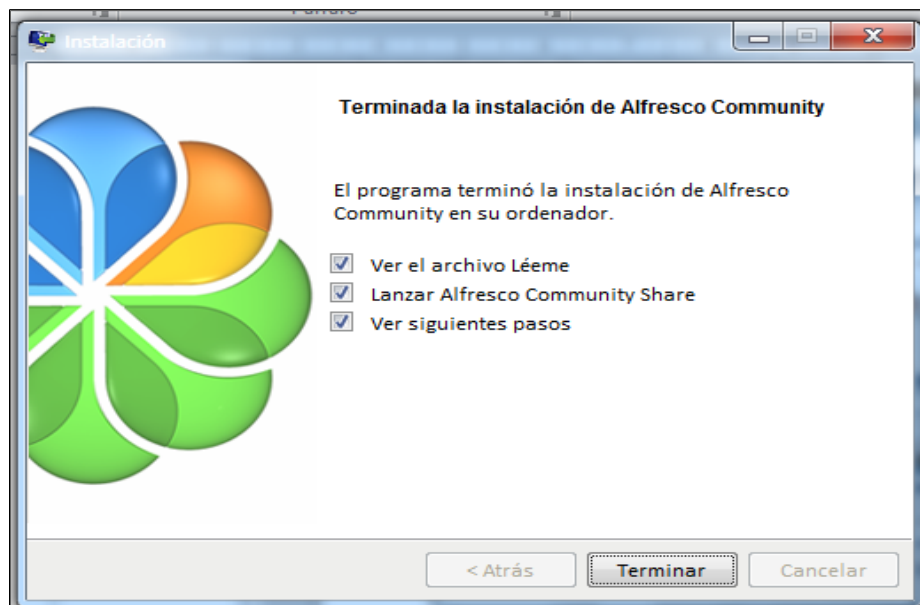 Instalación
Terminada la instalación de Alfresco Community
El programa terminó la instalación de Alfresco
Community en su ordenador.
Ver el archivo Léeme
Lanzar Alfresco Community Share
Ver siguientes pasos
< Atrás
Terminar
Cancelar